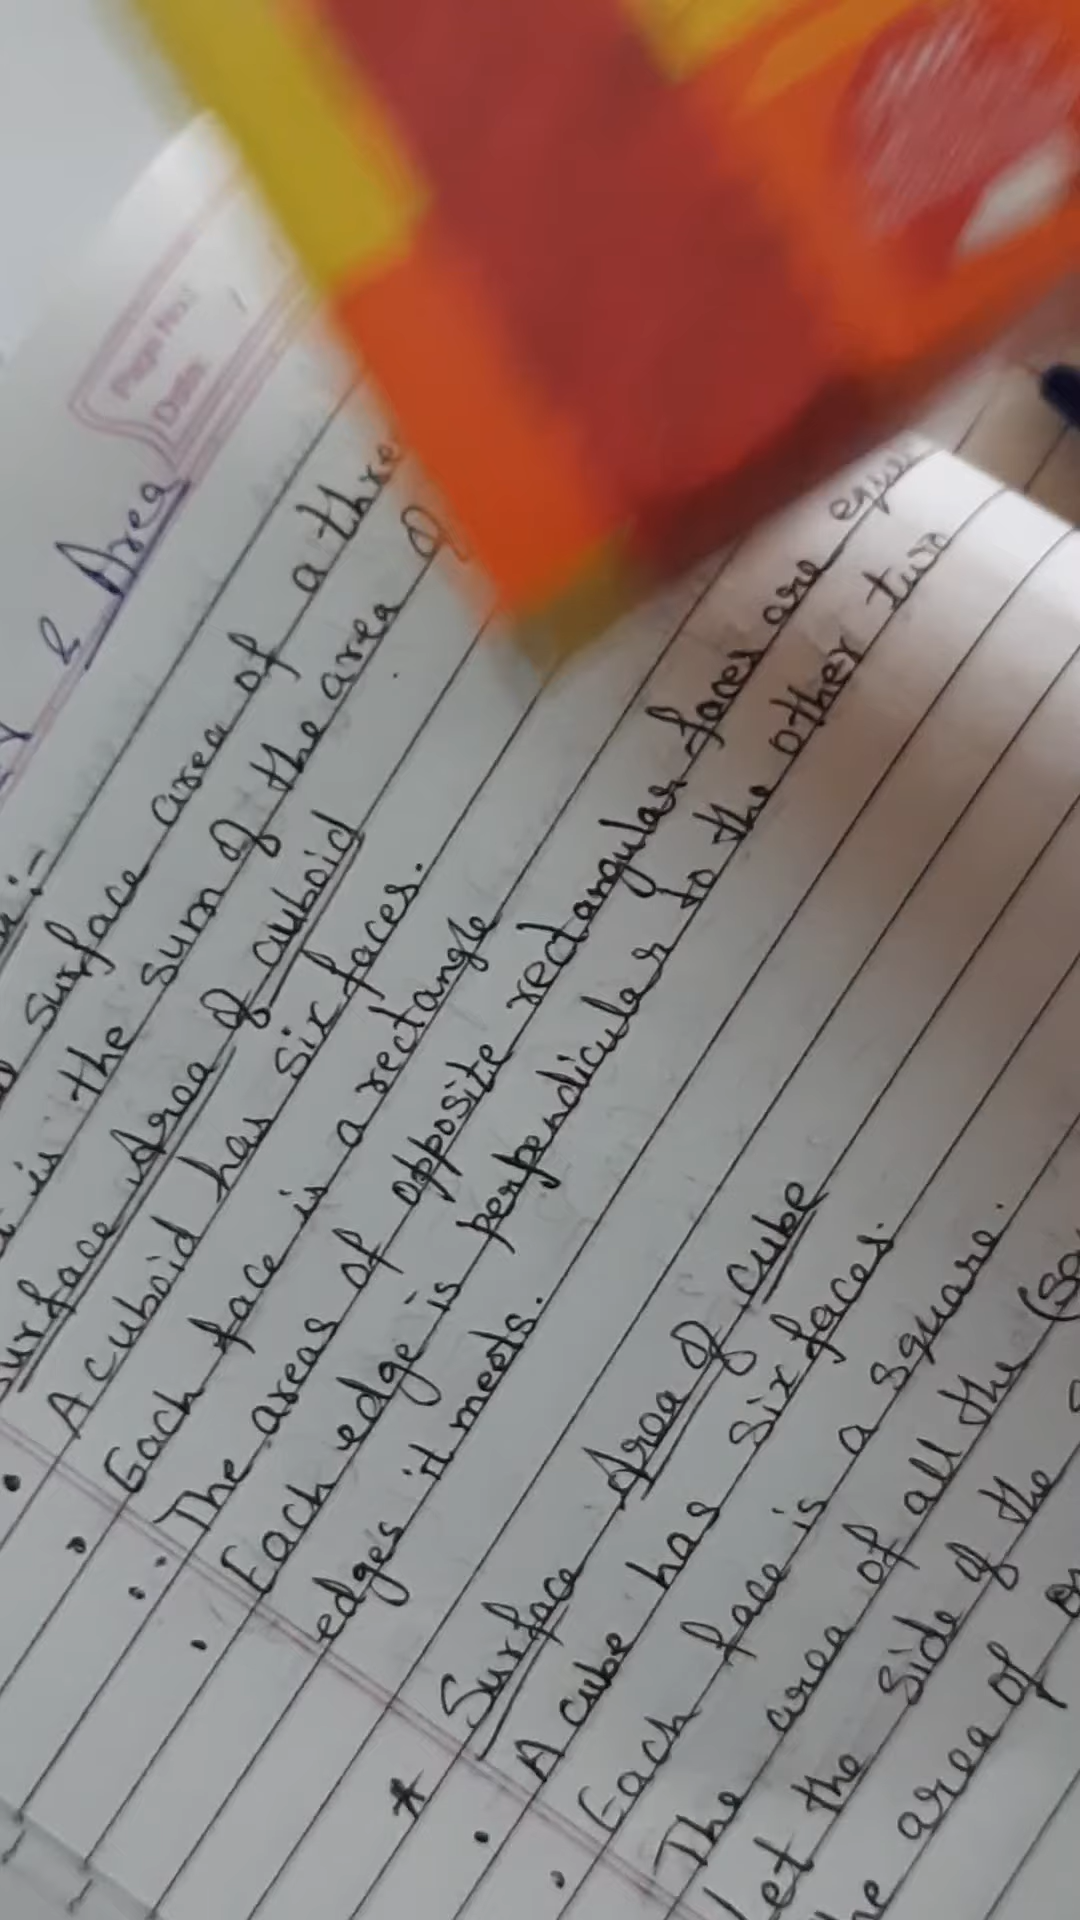 Page No.
Date
& Area
surface area of a thre
is the sum of the area of
Surface Area of cuboid
• A cuboid has six faces.
• Each face is a rectangle
• The areas of opposite rectangular faces are equ
• Each edge is perpendicular to the other two
edges it meets.
* Surface Area of cube
• A cube has six faces.
• Each face is a square.
The area of all the (Sq
Let the side of the
area of